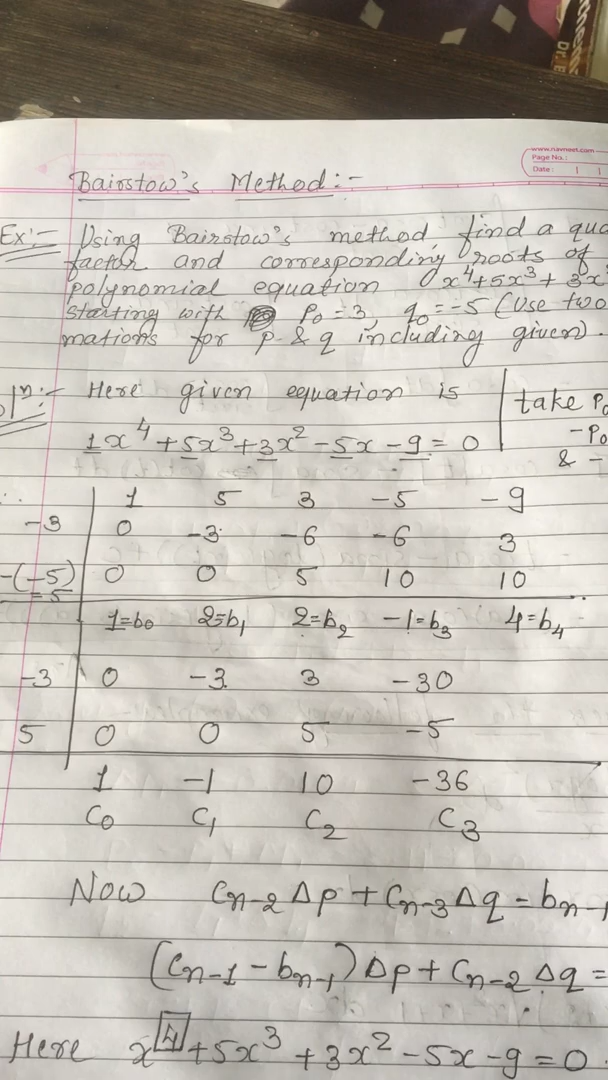 www.navneet.com
Page No.:
Date:
Bairstow's Method:-
Ex:- Using Bairstow's method, find a qua
factor and corresponding roots of
polynomial equation x⁴+5x³+3x
starting with p₀=3, q₀=-5 (Use two
mations for p & q including given).
Here given equation is
take p₀
1x⁴+5x³+3x²-5x-9=0
-p₀
& -
1 5 3 -5 -9
-3 0 -3 -6 -6 3
-(-5) 0 0 5 10 10
=5
1=b₀ 2=b₁ 2=b₂ -1=b₃ 4=b₄
-3 0 -3 3 -30
5 0 0 5 -5
1 -1 10 -36
C₀ C₁ C₂ C₃
Now Cn-2 Δp + Cn-3 Δq = bn-1
(Cn-1 - bn-1) Δp + Cn-2 Δq =
Here x⁴+5x³+3x²-5x-9=0.